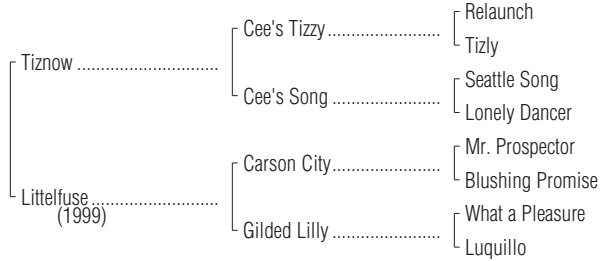 Relaunch
Cee's Tizzy
Tizly
Tiznow
Seattle Song
Cee's Song
Lonely Dancer
Mr. Prospector
Carson City
Blushing Promise
Littelfuse
(1999)
What a Pleasure
Gilded Lilly
Luquillo